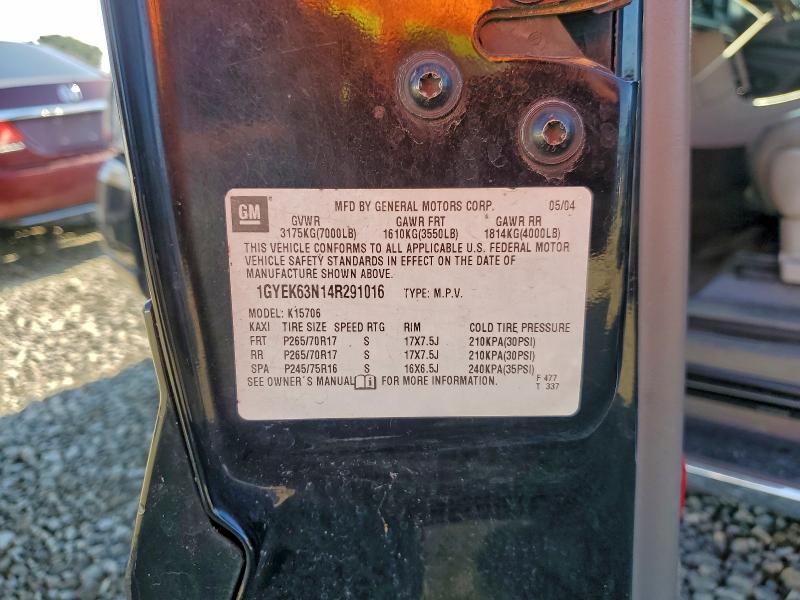 GM
MFD BY GENERAL MOTORS CORP. 05/04
GVWR GAWR FRT GAWR RR
3175KG(7000LB) 1610KG(3550LB) 1814KG(4000LB)
THIS VEHICLE CONFORMS TO ALL APPLICABLE U.S. FEDERAL MOTOR
VEHICLE SAFETY STANDARDS IN EFFECT ON THE DATE OF
MANUFACTURE SHOWN ABOVE.
1GYEK63N14R291016 TYPE: M.P.V.
MODEL: K15706
KAXI TIRE SIZE SPEED RTG RIM COLD TIRE PRESSURE
FRT P265/70R17 S 17X7.5J 210KPA(30PSI)
RR P265/70R17 S 17X7.5J 210KPA(30PSI)
SPA P245/75R16 S 16X6.5J 240KPA(35PSI)
SEE OWNER'S MANUAL FOR MORE INFORMATION.
F 477
T 337